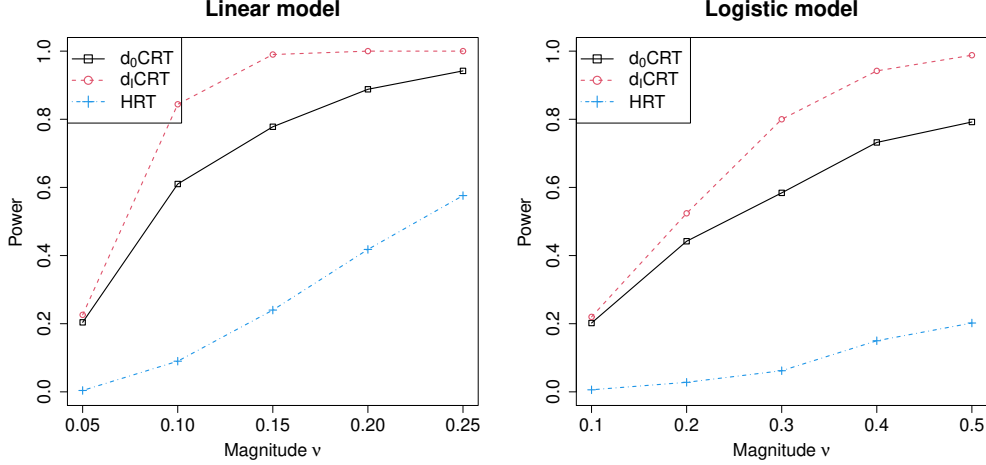 Linear model
d₀CRT
dᵢCRT
HRT
Power
0.0
0.2
0.4
0.6
0.8
1.0
0.05
0.10
0.15
0.20
0.25
Magnitude ν
Logistic model
d₀CRT
dᵢCRT
HRT
Power
0.0
0.2
0.4
0.6
0.8
1.0
0.1
0.2
0.3
0.4
0.5
Magnitude ν